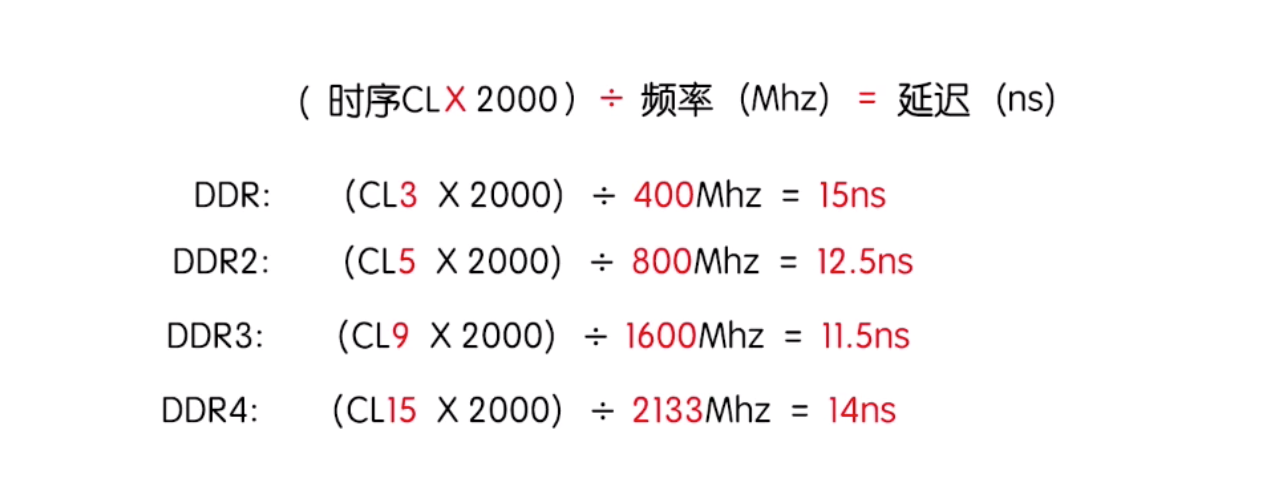 ( 时序CLX 2000） ÷ 频率 （Mhz） = 延迟 （ns）
DDR: (CL3 X 2000) ÷ 400Mhz = 15ns
DDR2: (CL5 X 2000) ÷ 800Mhz = 12.5ns
DDR3: (CL9 X 2000) ÷ 1600Mhz = 11.5ns
DDR4: (CL15 X 2000) ÷ 2133Mhz = 14ns